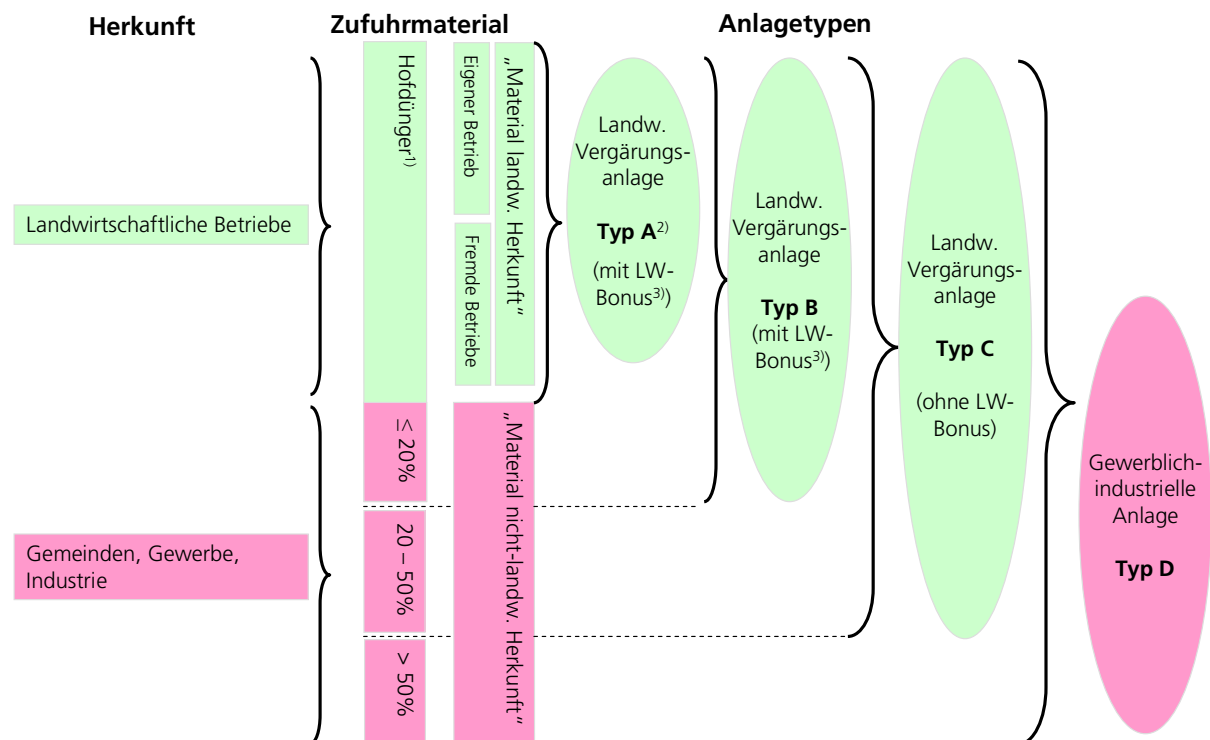 Herkunft
Zufuhrmaterial
Anlagetypen
Landwirtschaftliche Betriebe
Gemeinden, Gewerbe,
Industrie
Hofdünger1)
≤ 20%
20 – 50%
> 50%
Eigener Betrieb
Fremde Betriebe
„Material landw. Herkunft“
„Material nicht-landw. Herkunft“
Landw.
Vergärungs-
anlage
Typ A2)
(mit LW-
Bonus3))
Landw.
Vergärungs-
anlage
Typ B
(mit LW-
Bonus3))
Landw.
Vergärungs-
anlage
Typ C
(ohne LW-
Bonus)
Gewerblich-
industrielle
Anlage
Typ D